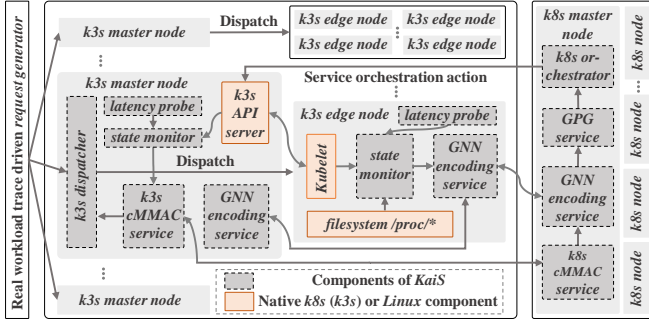 Real workload trace driven request generator
k3s master node
Dispatch
k3s edge node
k3s edge node
k3s edge node
k3s edge node
k3s master node
latency probe
state monitor
k3s dispatcher
k3s
cMMAC
service
k3s
API
server
GNN
encoding
service
Dispatch
Service orchestration action
k3s edge node
latency probe
Kubelet
state
monitor
GNN
encoding
service
filesystem /proc/*
k3s master node
Components of KaiS
Native k8s (k3s) or Linux component
k8s master
node
k8s or-
chestrator
GPG
service
GNN
encoding
service
k8s
cMMAC
service
k8s node
k8s node
k8s node
k8s node